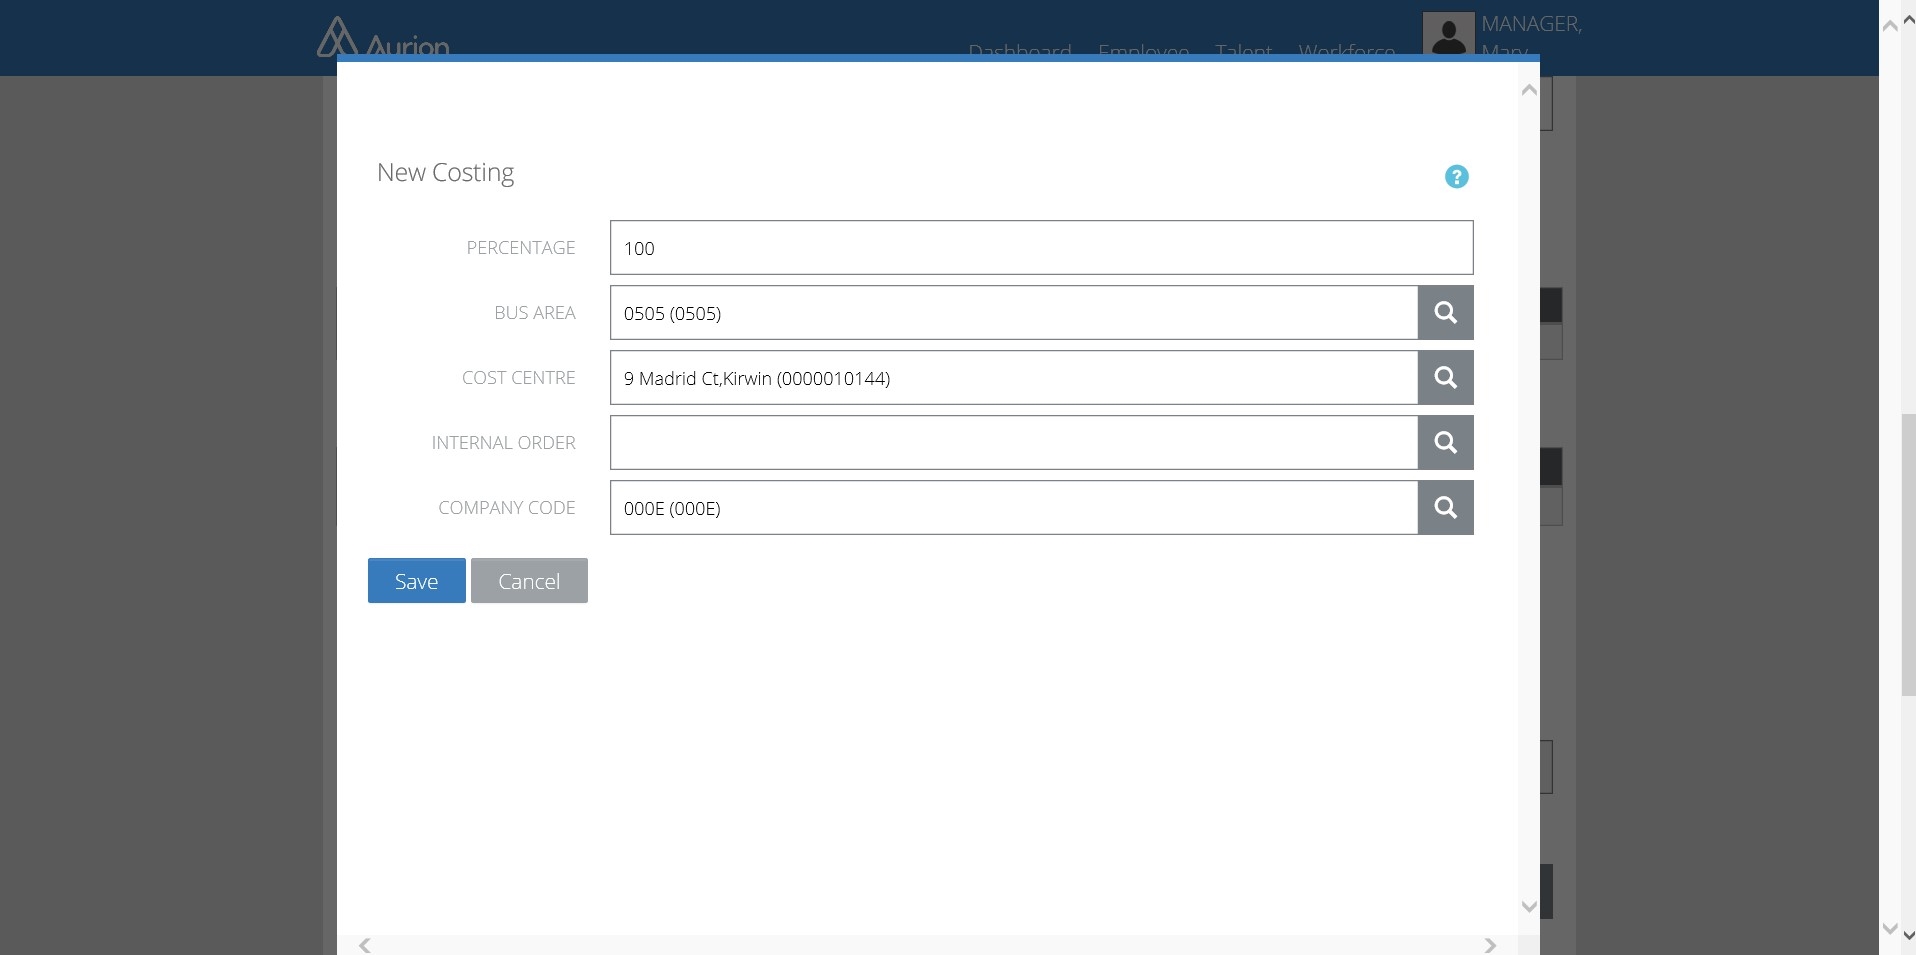 Aurion
Dashboard Employee Talent Workforce
MANAGER,
Mary
New Costing
?
PERCENTAGE 100
BUS AREA 0505 (0505)
COST CENTRE 9 Madrid Ct,Kirwin (0000010144)
INTERNAL ORDER
COMPANY CODE 000E (000E)
Save Cancel